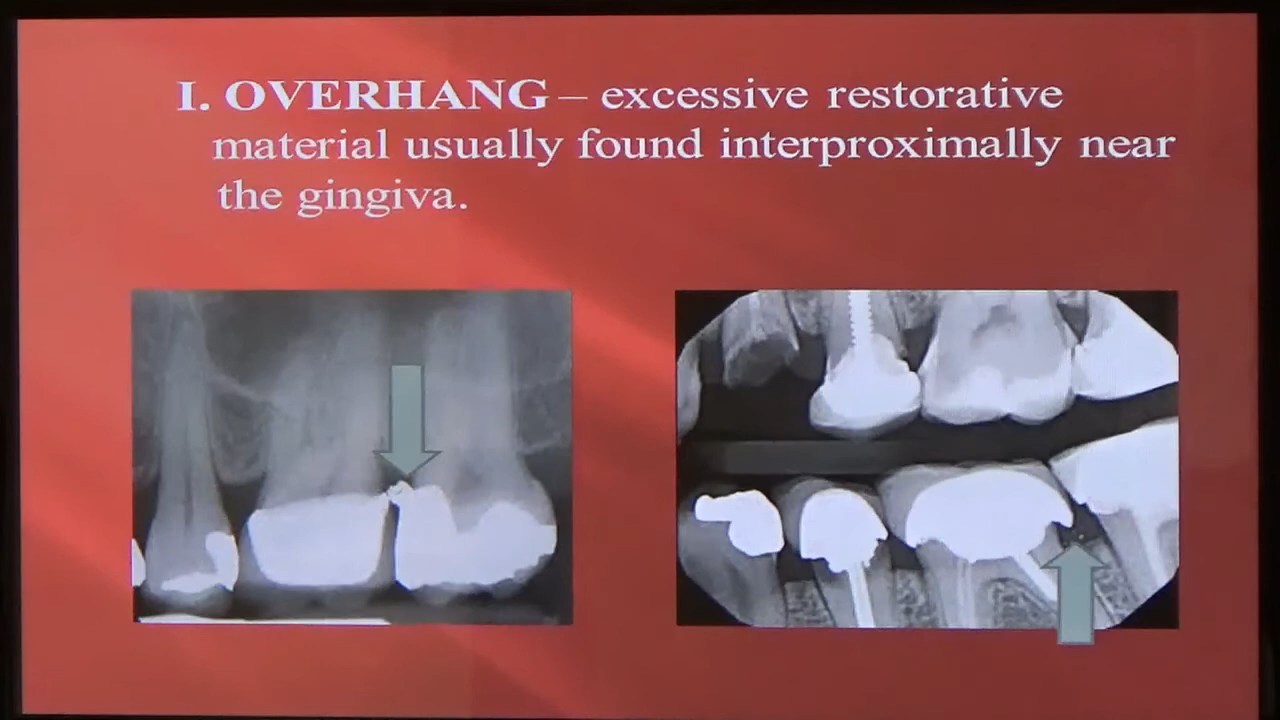 I. OVERHANG – excessive restorative
material usually found interproximally near
the gingiva.